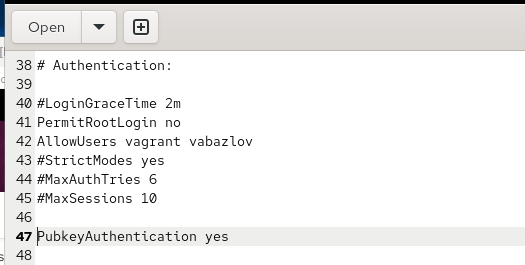 Open
38 # Authentication:
39
40 #LoginGraceTime 2m
41 PermitRootLogin no
42 AllowUsers vagrant vabazlov
43 #StrictModes yes
44 #MaxAuthTries 6
45 #MaxSessions 10
46
47 PubkeyAuthentication yes
48